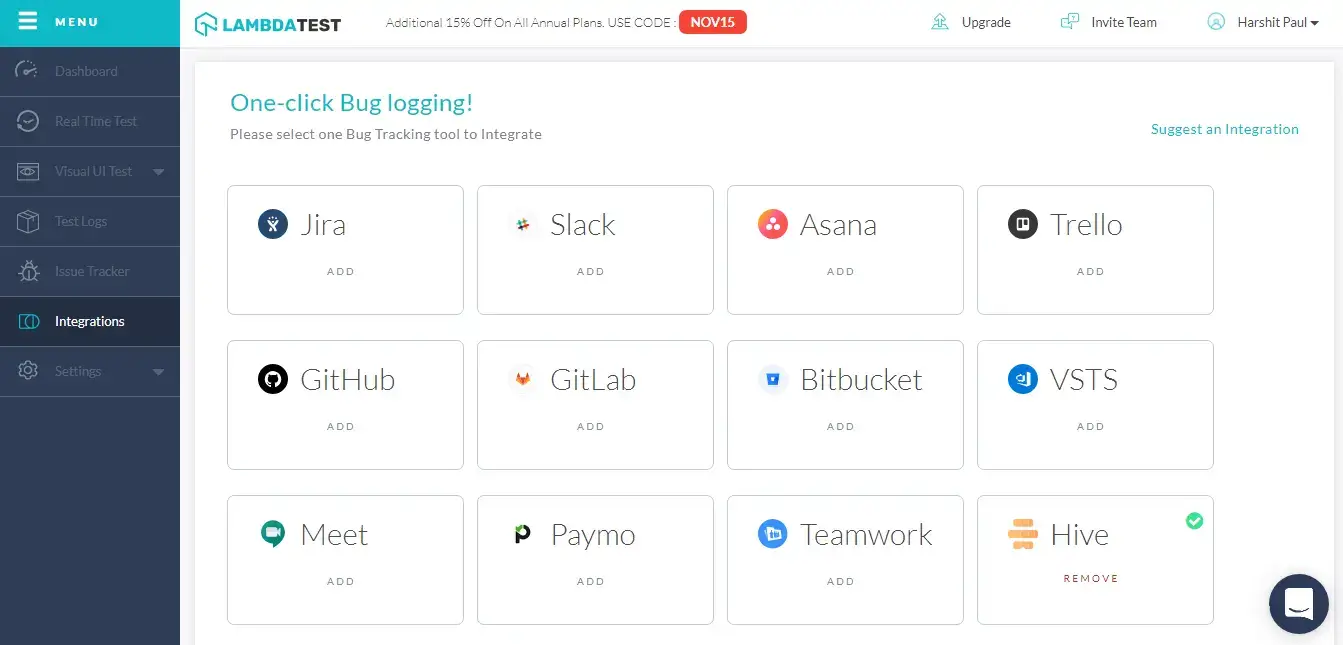 MENU
LAMBDATEST
Additional 15% Off On All Annual Plans. USE CODE : NOV15
Upgrade
Invite Team
Harshit Paul
Dashboard
Real Time Test
Visual UI Test
Test Logs
Issue Tracker
Integrations
Settings
One-click Bug logging!
Please select one Bug Tracking tool to Integrate
Suggest an Integration
Jira
ADD
Slack
ADD
Asana
ADD
Trello
ADD
GitHub
ADD
GitLab
ADD
Bitbucket
ADD
VSTS
ADD
Meet
ADD
Paymo
ADD
Teamwork
ADD
Hive
REMOVE